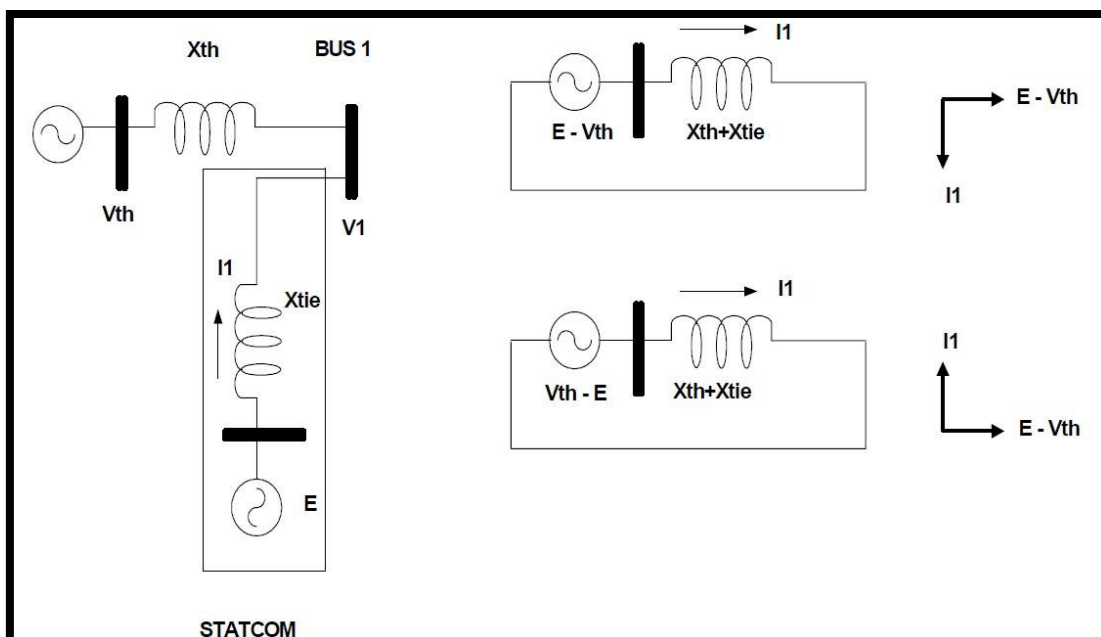 Xth
BUS 1
Vth
V1
I1
Xtie
E
STATCOM
I1
E - Vth
Xth+Xtie
E - Vth
I1
I1
Vth - E
Xth+Xtie
I1
E - Vth